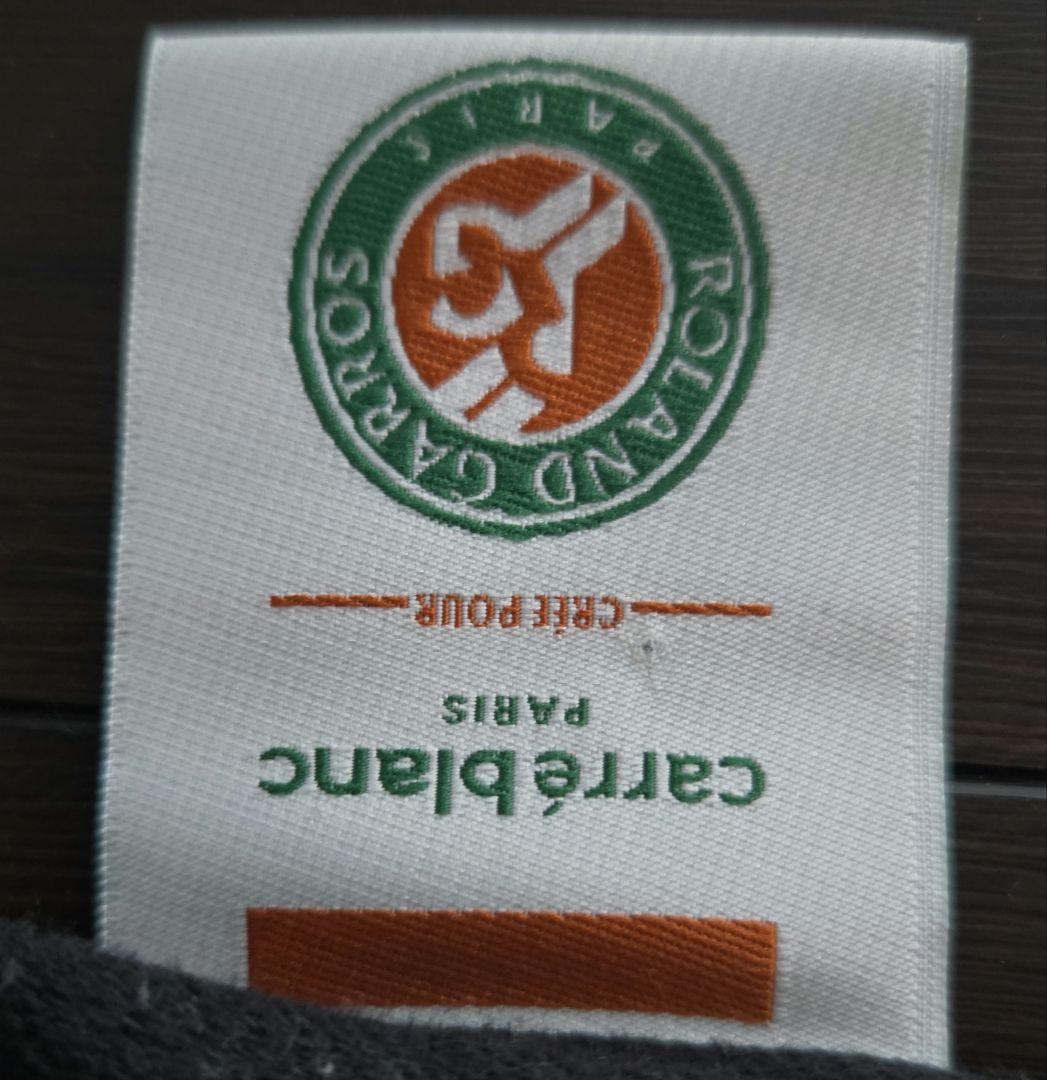 carré blanc
PARIS
CRÉÉ POUR
ROLAND GARROS
PARIS